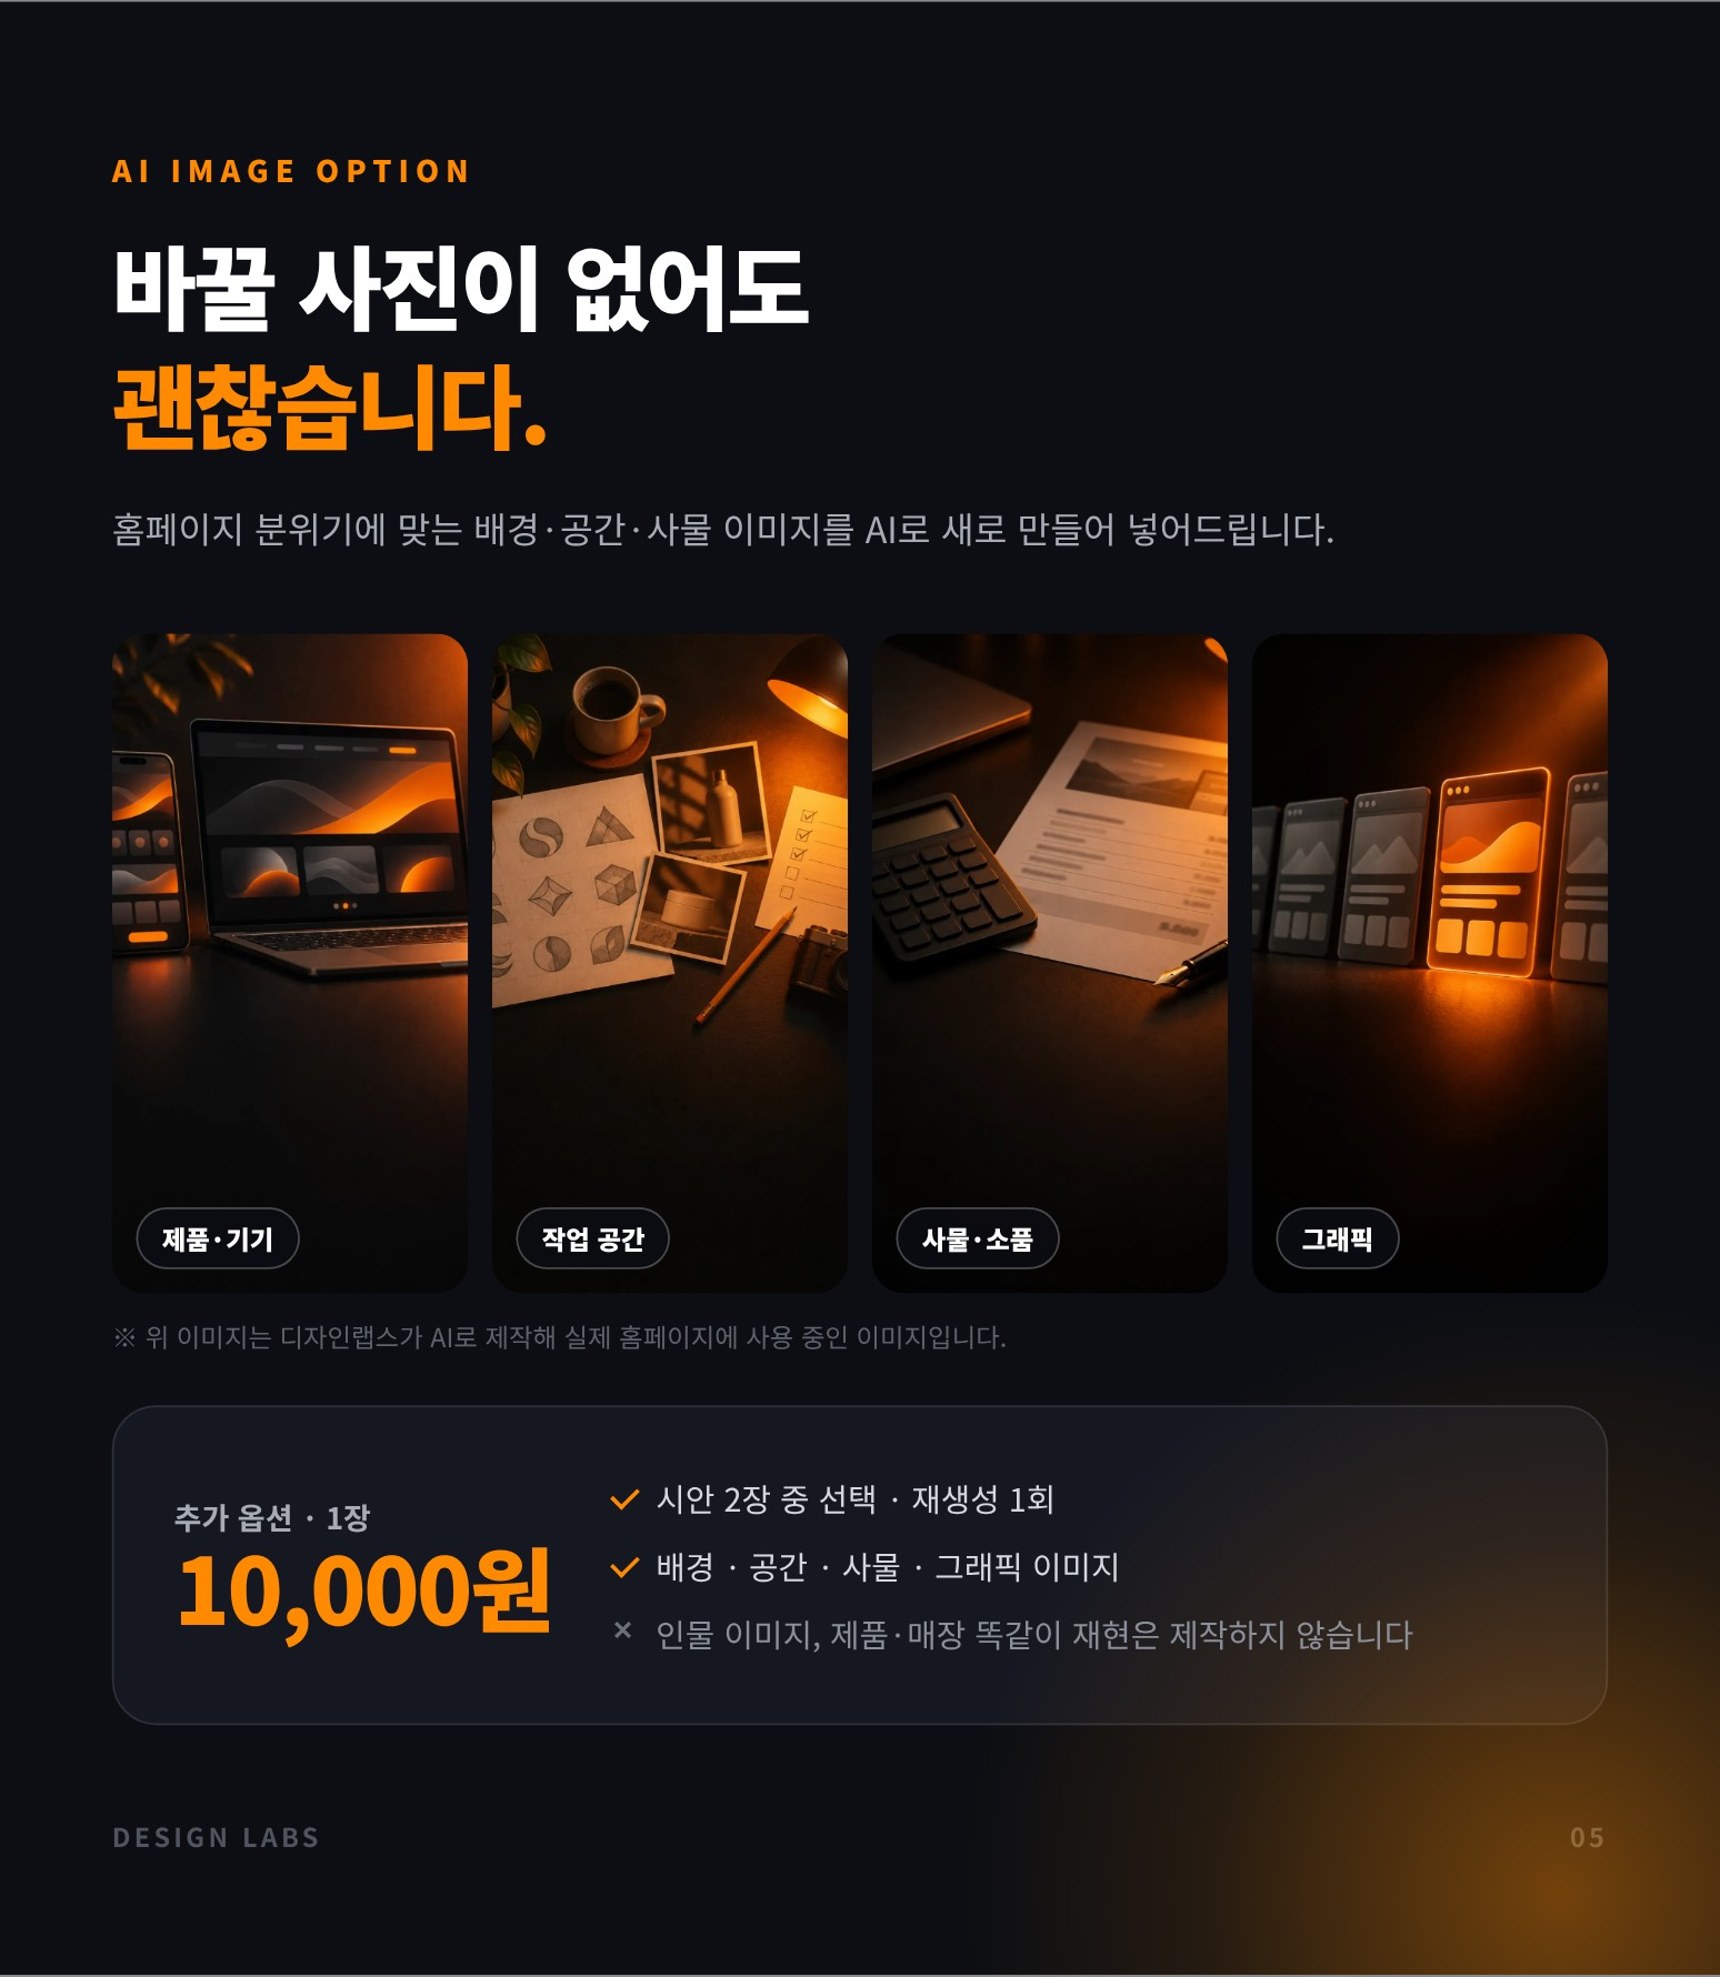 AI IMAGE OPTION
바꿀 사진이 없어도
괜찮습니다.
홈페이지 분위기에 맞는 배경·공간·사물 이미지를 AI로 새로 만들어 넣어드립니다.
제품·기기
작업 공간
사물·소품
그래픽
※ 위 이미지는 디자인랩스가 AI로 제작해 실제 홈페이지에 사용 중인 이미지입니다.
추가 옵션 · 1장
10,000원
시안 2장 중 선택 · 재생성 1회
배경 · 공간 · 사물 · 그래픽 이미지
인물 이미지, 제품·매장 똑같이 재현은 제작하지 않습니다
DESIGN LABS
05